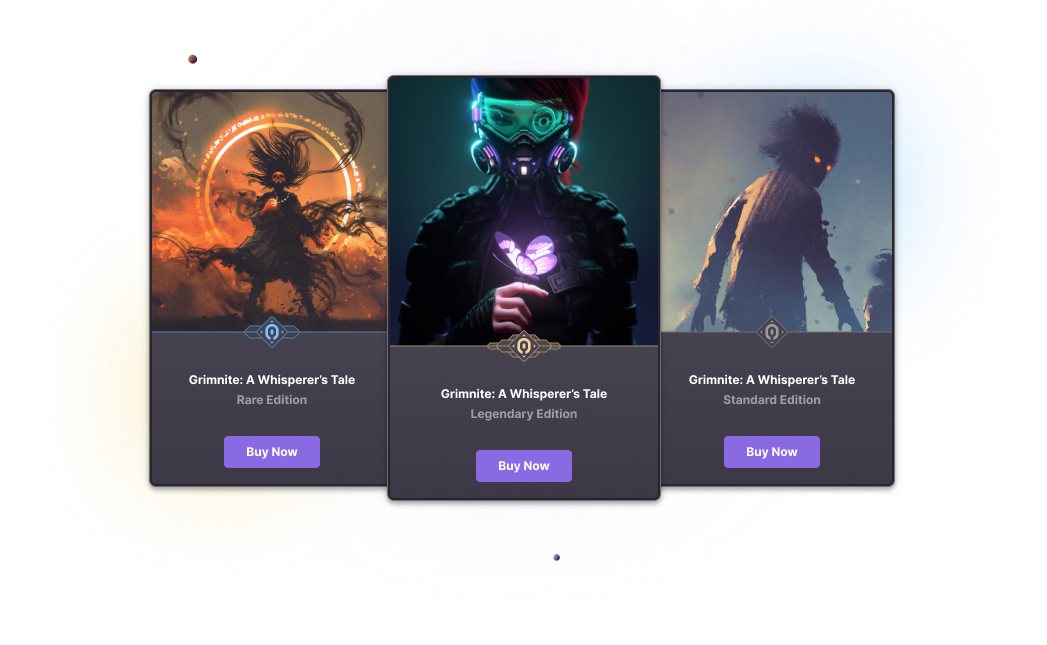 Grimnite: A Whisperer’s Tale
Rare Edition
Buy Now
Grimnite: A Whisperer’s Tale
Legendary Edition
Buy Now
Grimnite: A Whisperer’s Tale
Standard Edition
Buy Now